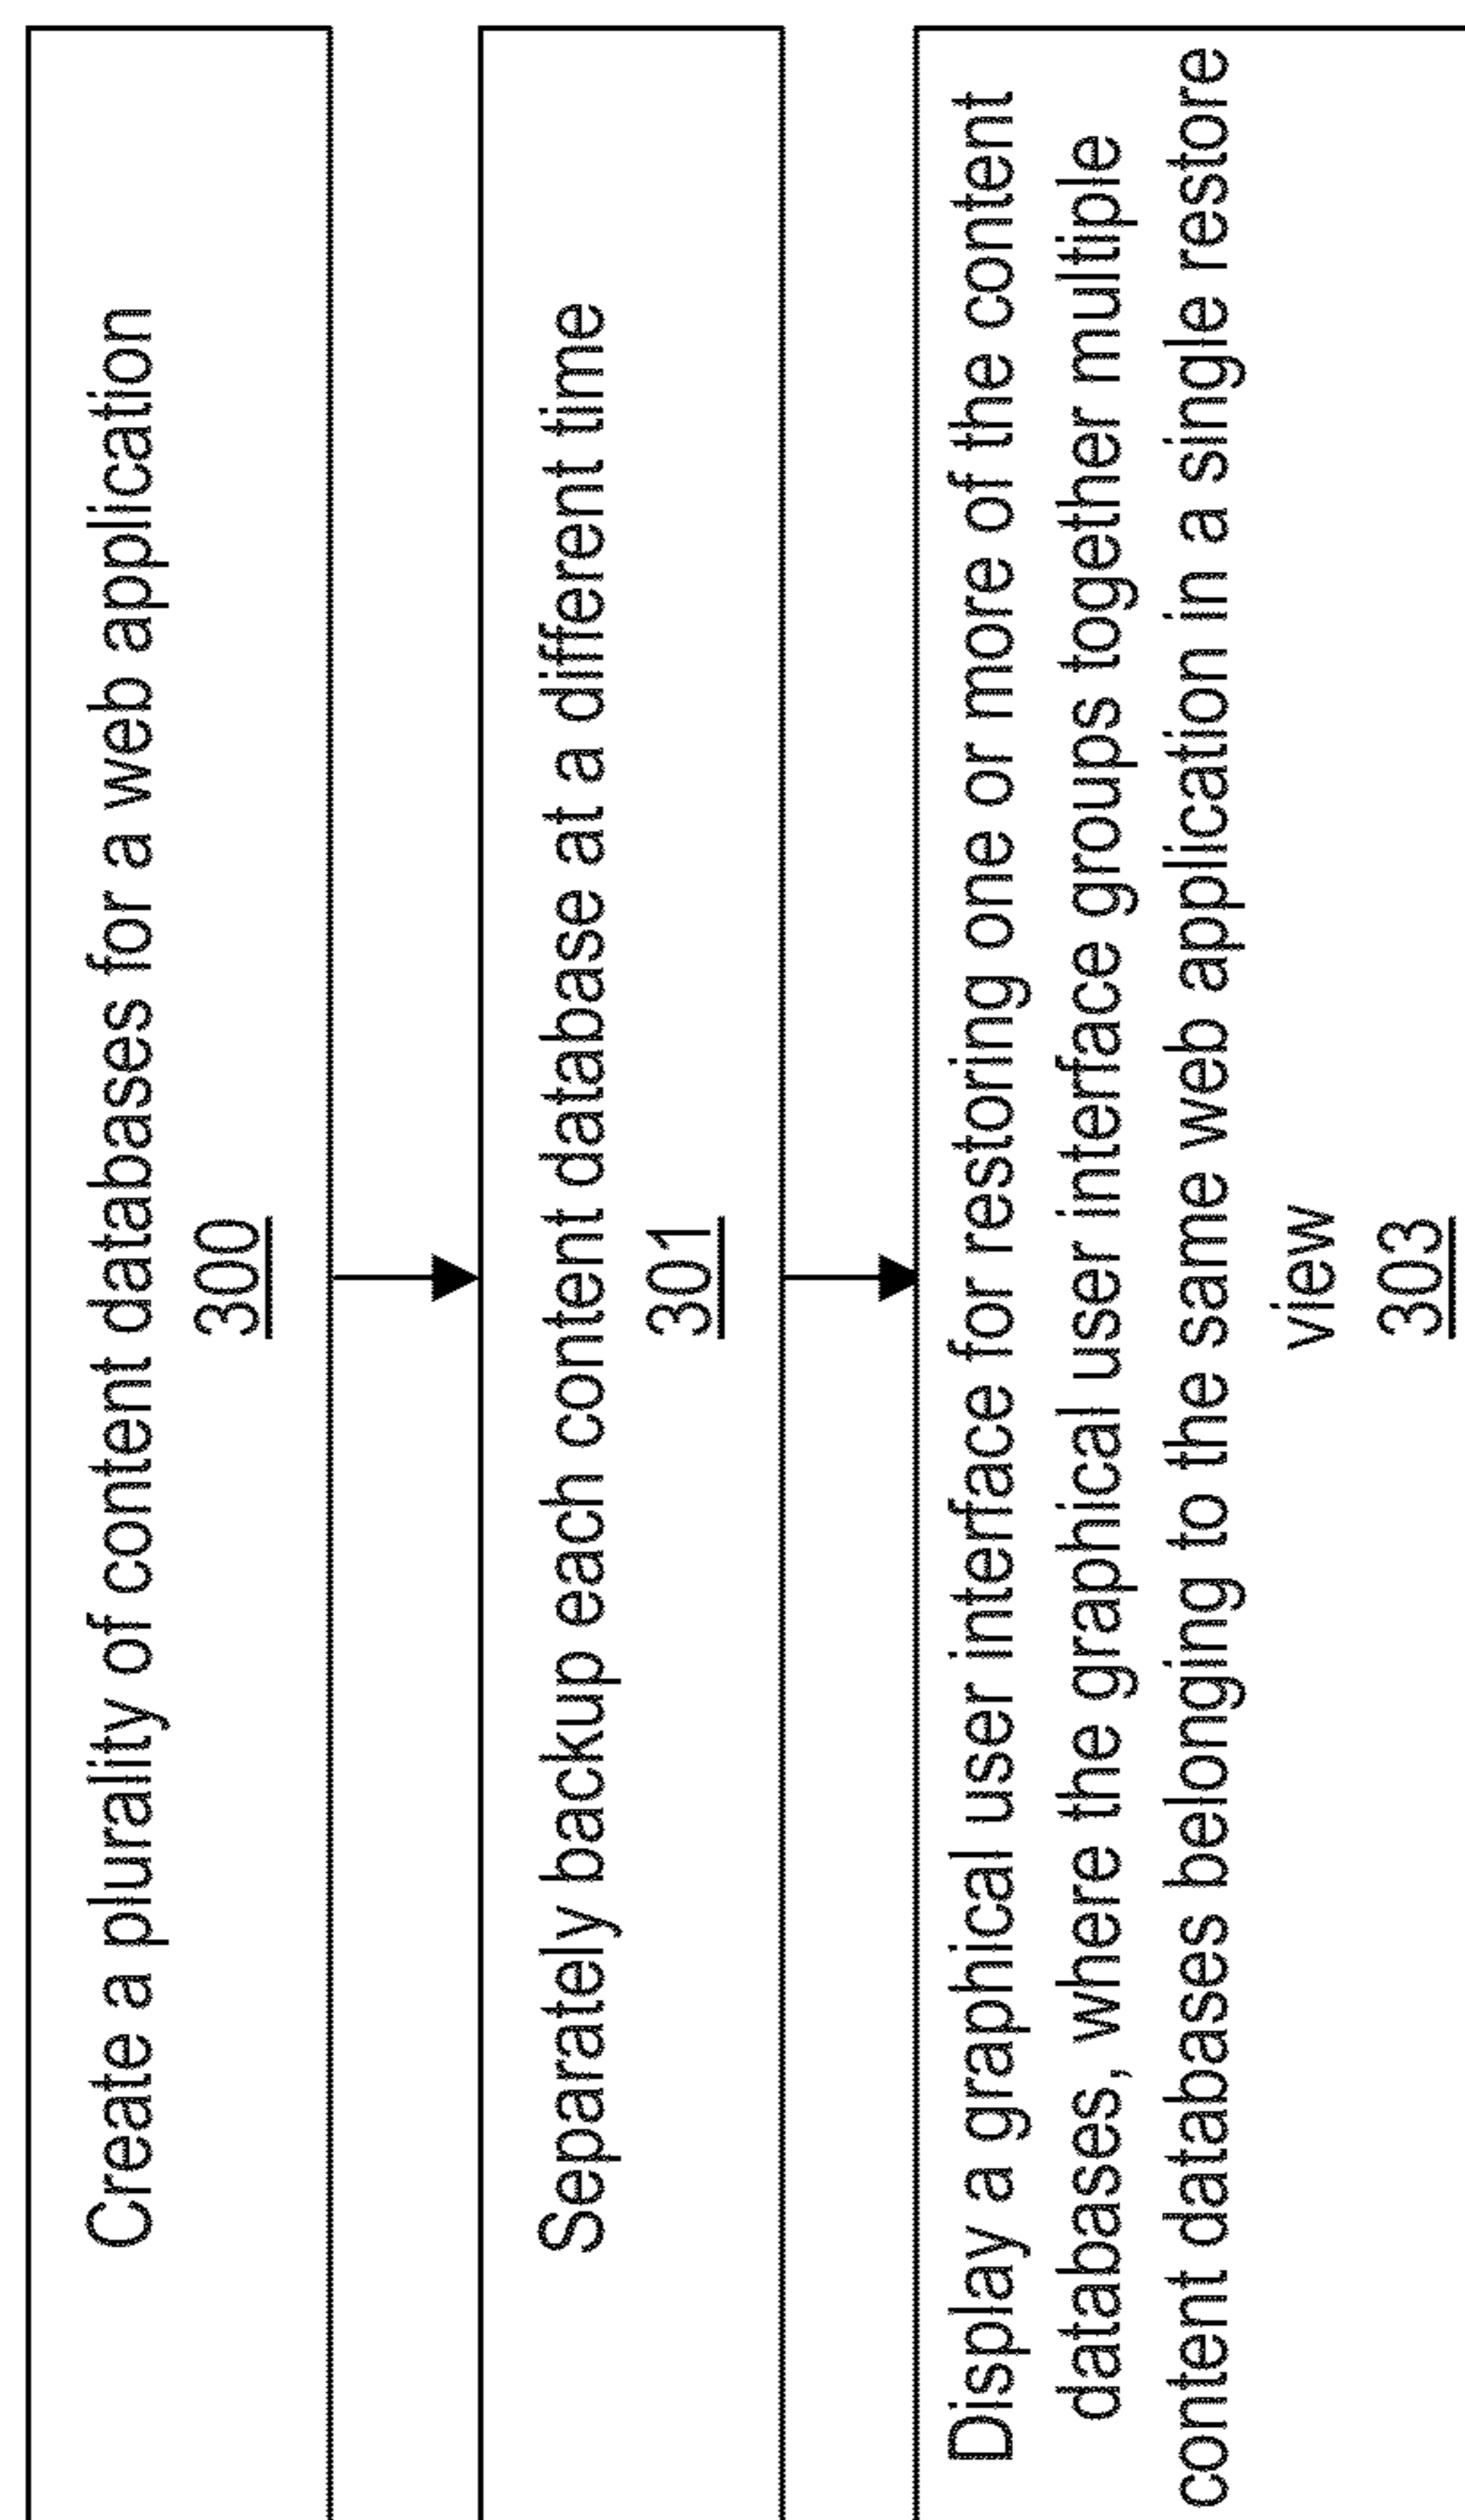 Create a plurality of content databases for a web application
300
Separately backup each content database at a different time
301
Display a graphical user interface for restoring one or more of the content
databases, where the graphical user interface groups together multiple
content databases belonging to the same web application in a single restore
view
303